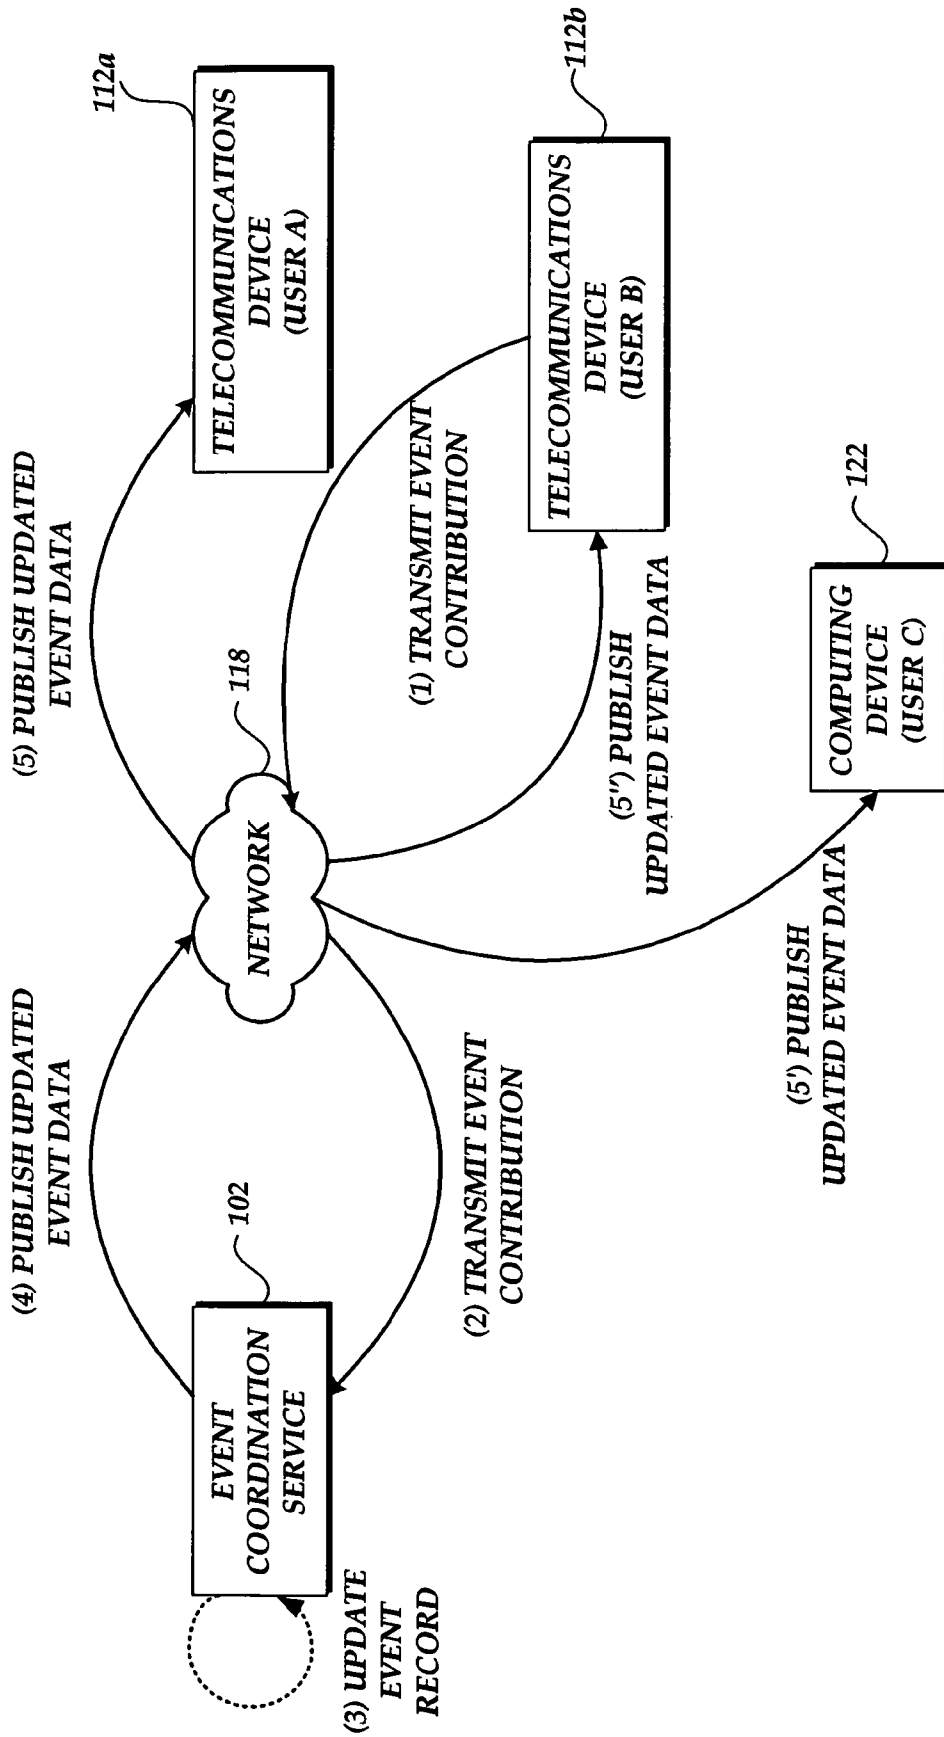 (4) PUBLISH UPDATED
EVENT DATA
(5) PUBLISH UPDATED
EVENT DATA
112a
102
118
EVENT
COORDINATION
SERVICE
NETWORK
TELECOMMUNICATIONS
DEVICE
(USER A)
(3) UPDATE
EVENT
RECORD
(2) TRANSMIT EVENT
CONTRIBUTION
(1) TRANSMIT EVENT
CONTRIBUTION
112b
TELECOMMUNICATIONS
DEVICE
(USER B)
(5'') PUBLISH
UPDATED EVENT DATA
(5') PUBLISH
UPDATED EVENT DATA
122
COMPUTING
DEVICE
(USER C)